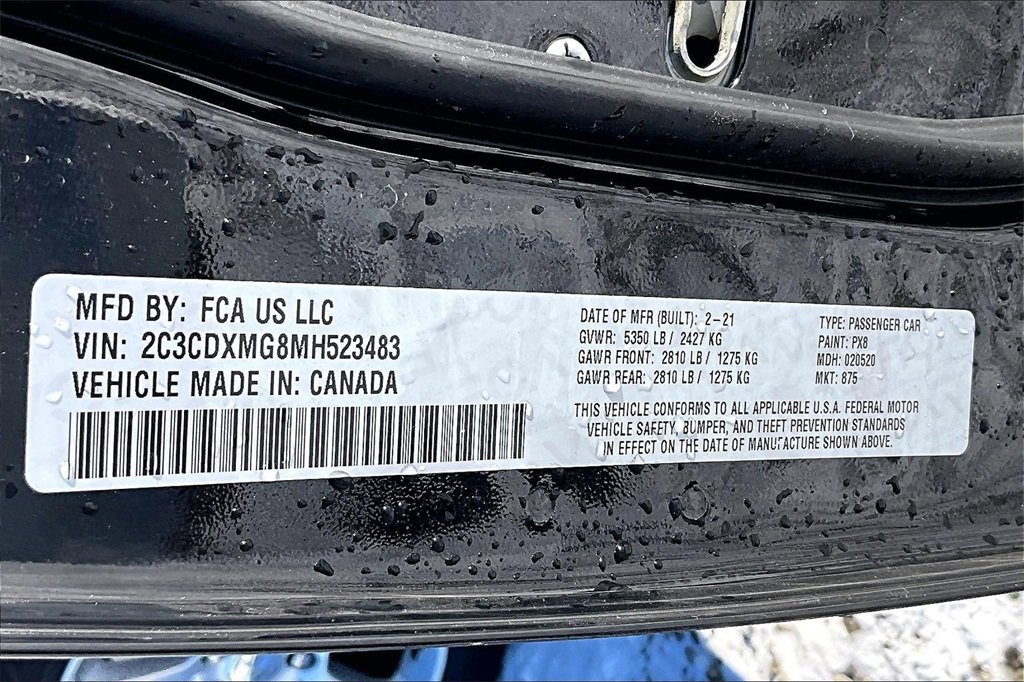 MFD BY: FCA US LLC
VIN: 2C3CDXMG8MH523483
VEHICLE MADE IN: CANADA
DATE OF MFR (BUILT): 2-21
GVWR: 5350 LB / 2427 KG
GAWR FRONT: 2810 LB / 1275 KG
GAWR REAR: 2810 LB / 1275 KG
TYPE: PASSENGER CAR
PAINT: PX8
MDH: 020520
MKT: 875
THIS VEHICLE CONFORMS TO ALL APPLICABLE U.S.A. FEDERAL MOTOR
VEHICLE SAFETY, BUMPER, AND THEFT PREVENTION STANDARDS
IN EFFECT ON THE DATE OF MANUFACTURE SHOWN ABOVE.